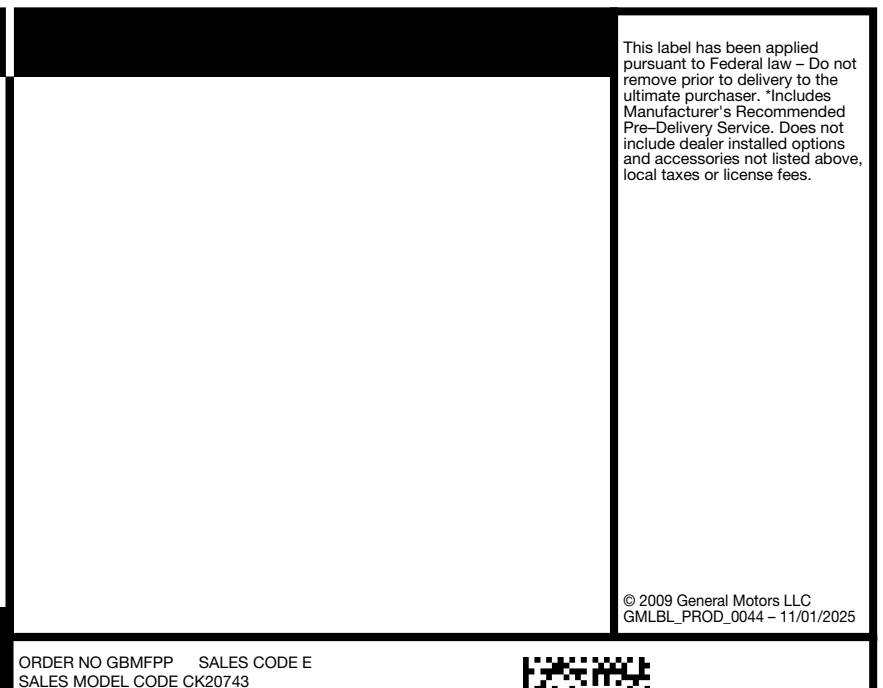 This label has been applied
pursuant to Federal law – Do not
remove prior to delivery to the
ultimate purchaser. *Includes
Manufacturer's Recommended
Pre–Delivery Service. Does not
include dealer installed options
and accessories not listed above,
local taxes or license fees.
© 2009 General Motors LLC
GMLBL_PROD_0044 – 11/01/2025
ORDER NO GBMFPP SALES CODE E
SALES MODEL CODE CK20743